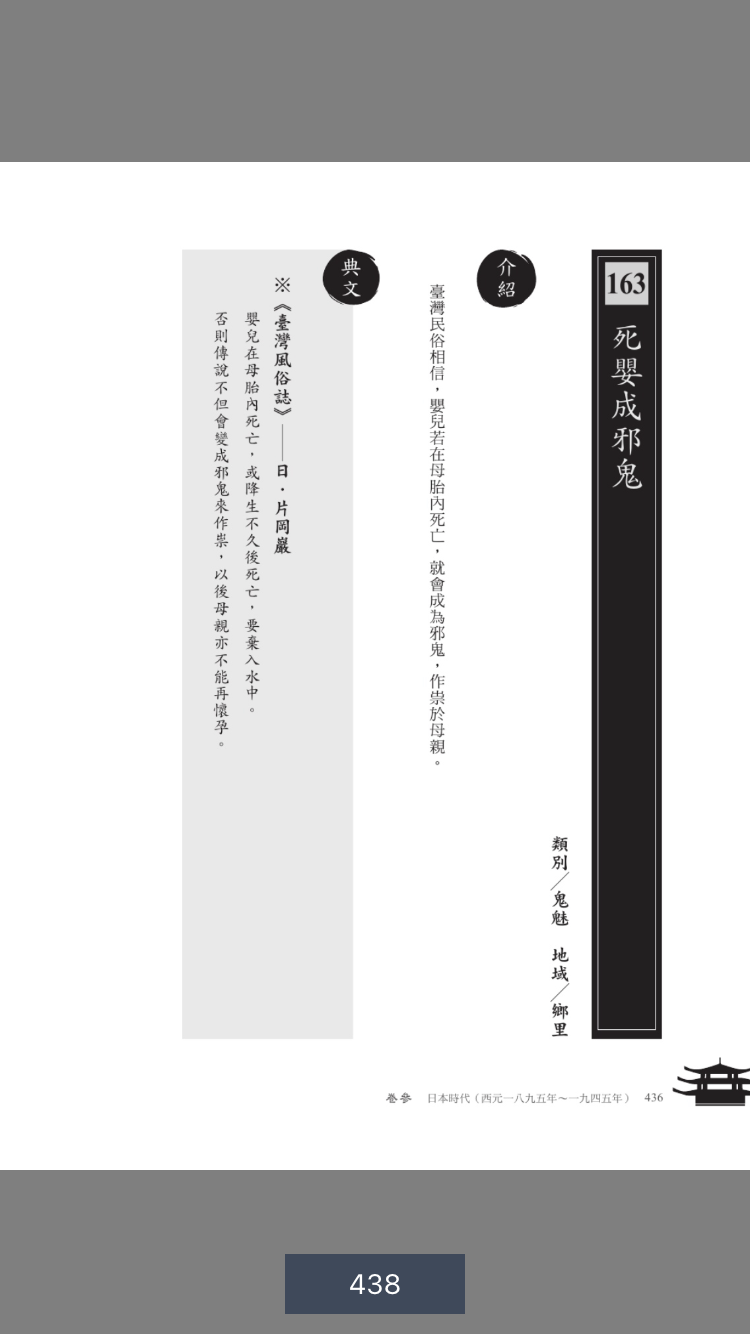 163
死嬰成邪鬼
類別／鬼魅　地域／鄉里
介紹
臺灣民俗相信，嬰兒若在母胎內死亡，就會成為邪鬼，作祟於母親。
典文
※《臺灣風俗誌》——日．片岡巖
嬰兒在母胎內死亡，或降生不久後死亡，要棄入水中。
否則傳說不但會變成邪鬼來作祟，以後母親亦不能再懷孕。
卷參　日本時代（西元一八九五年～一九四五年）　436
438